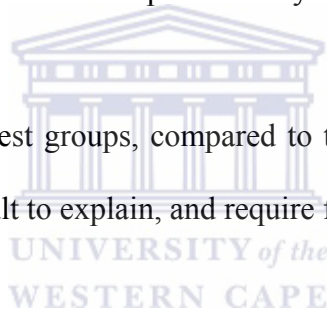 est groups, compared to t
lt to explain, and require f
UNIVERSITY of the
WESTERN CAPE